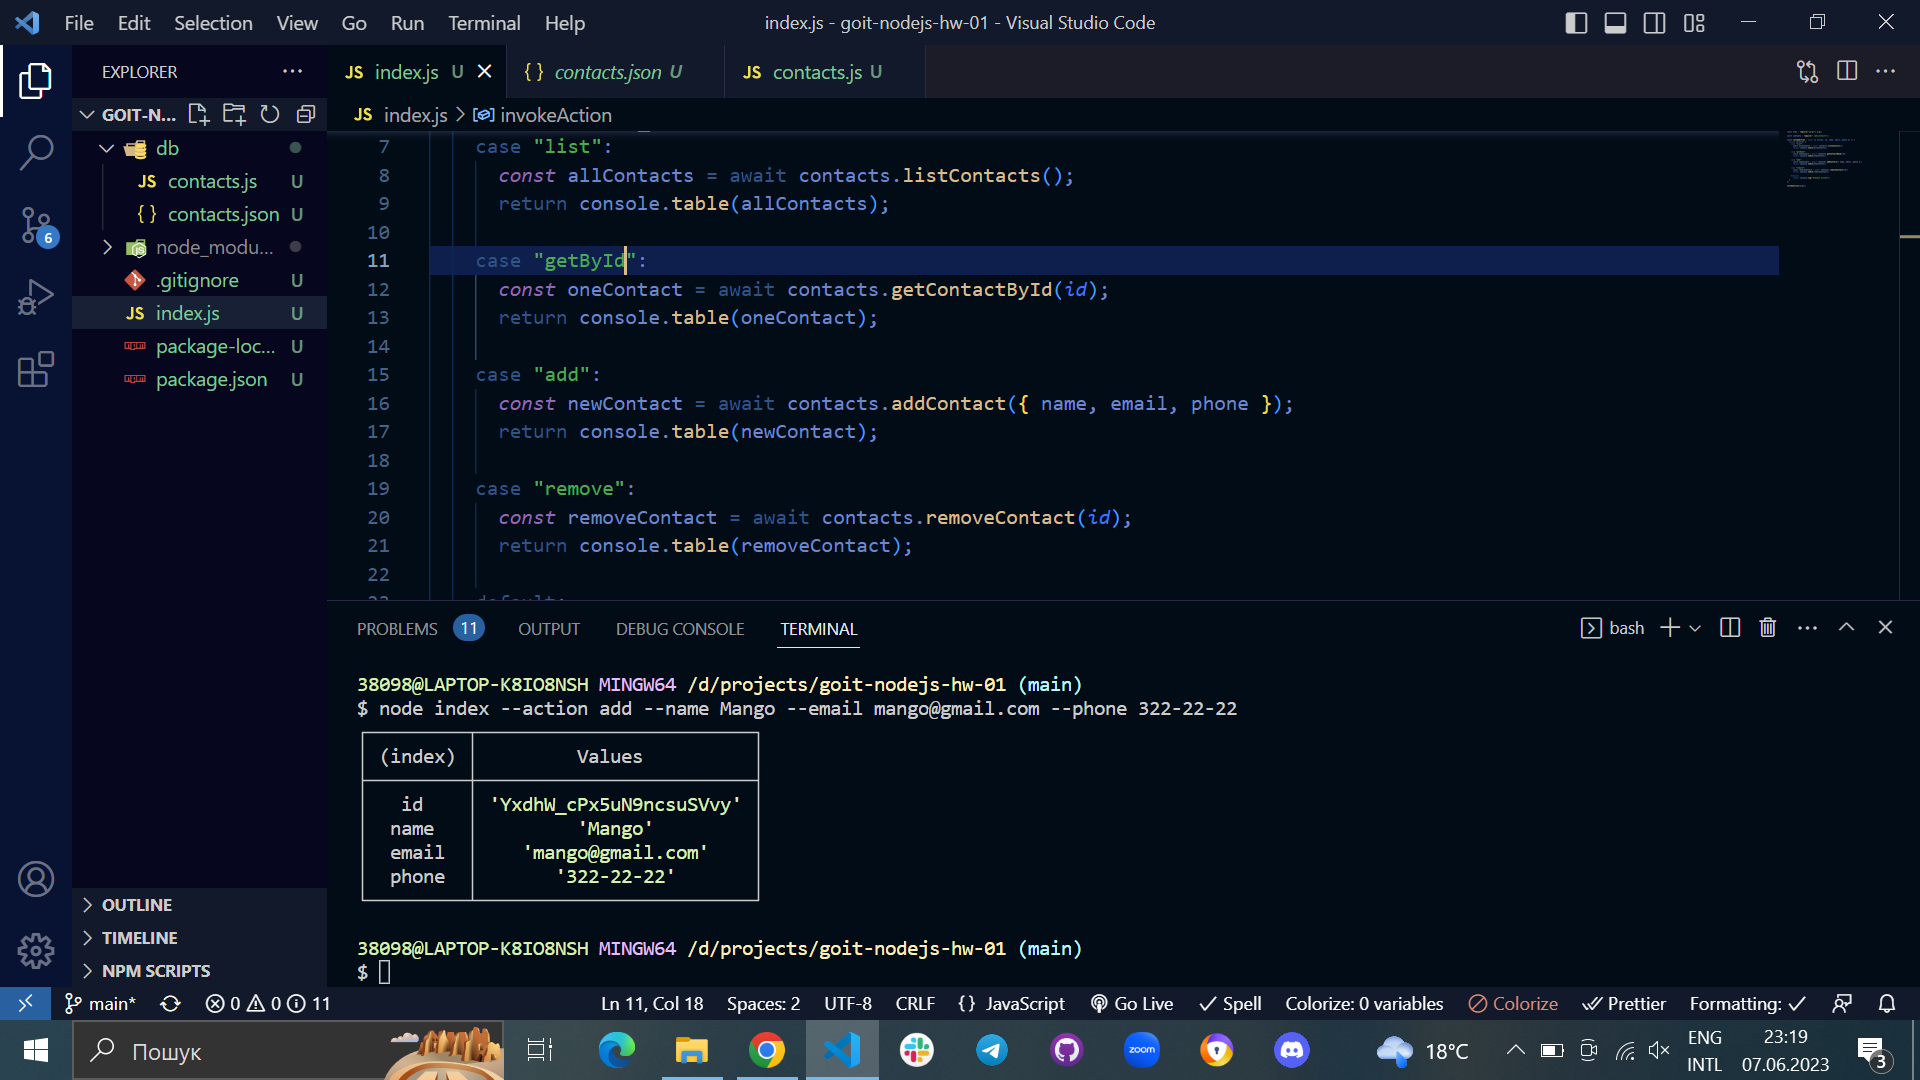 File Edit Selection View Go Run Terminal Help
index.js - goit-nodejs-hw-01 - Visual Studio Code
EXPLORER
JS index.js U
{ } contacts.json U
JS contacts.js U
GOIT-N...
JS index.js > invokeAction
db
JS contacts.js U
{ } contacts.json U
node_modu...
.gitignore U
JS index.js U
package-loc... U
package.json U
6
7 case "list":
8 const allContacts = await contacts.listContacts();
9 return console.table(allContacts);
10
11 case "getById":
12 const oneContact = await contacts.getContactById(id);
13 return console.table(oneContact);
14
15 case "add":
16 const newContact = await contacts.addContact({ name, email, phone });
17 return console.table(newContact);
18
19 case "remove":
20 const removeContact = await contacts.removeContact(id);
21 return console.table(removeContact);
22
PROBLEMS 11 OUTPUT DEBUG CONSOLE TERMINAL
bash
38098@LAPTOP-K8IO8NSH MINGW64 /d/projects/goit-nodejs-hw-01 (main)
$ node index --action add --name Mango --email mango@gmail.com --phone 322-22-22
(index) Values
id 'YxdhW_cPx5uN9ncsuSVvy'
name 'Mango'
email 'mango@gmail.com'
phone '322-22-22'
38098@LAPTOP-K8IO8NSH MINGW64 /d/projects/goit-nodejs-hw-01 (main)
$
OUTLINE
TIMELINE
NPM SCRIPTS
main* 0 0 11
Ln 11, Col 18 Spaces: 2 UTF-8 CRLF { } JavaScript Go Live Spell Colorize: 0 variables Colorize Prettier Formatting:
Пошук
zoom
18°C
ENG
INTL
23:19
07.06.2023
3